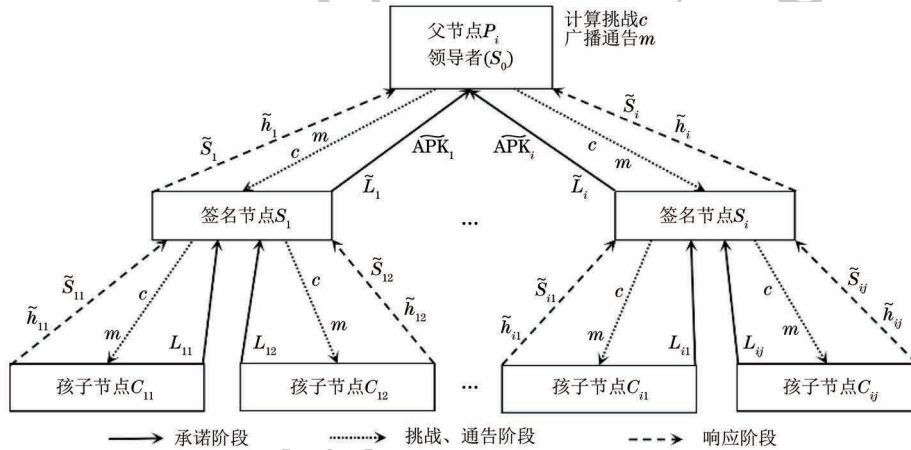 父节点P_i
领导者(S_0)
计算挑战c
广播通告m
S̃_1
h̃_1
c
m
A͠PK_1
L̃_1
A͠PK_i
L̃_i
c
m
S̃_i
h̃_i
签名节点S_1
...
签名节点S_i
h̃_11
S̃_11
c
m
L_11
L_12
c
m
S̃_12
h̃_12
h̃_i1
S̃_i1
c
m
L_i1
L_ij
c
m
S̃_ij
h̃_ij
孩子节点C_11
孩子节点C_12
...
孩子节点C_i1
孩子节点C_ij
承诺阶段
挑战、通告阶段
响应阶段